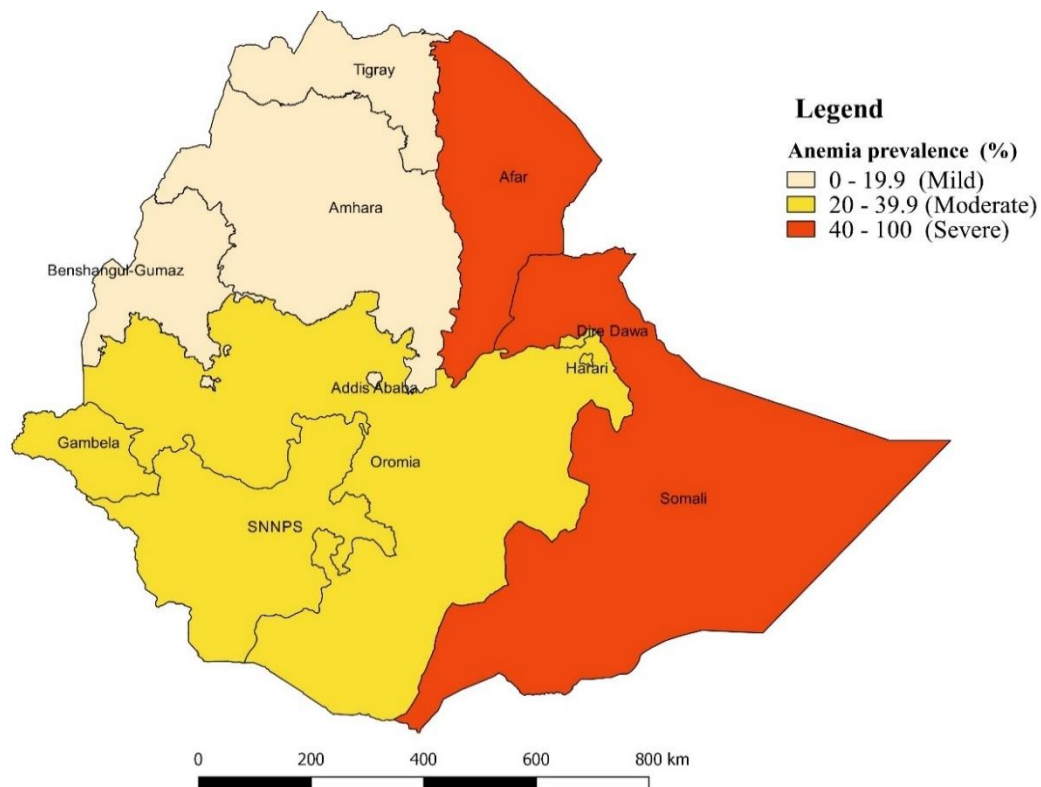 Tigray
Legend
Anemia prevalence (%)
0 - 19.9 (Mild)
20 - 39.9 (Moderate)
40 - 100 (Severe)
Afar
Amhara
Benshangul-Gumaz
Dire Dawa
Harari
Addis Ababa
Gambela
Oromia
Somali
SNNPS
0 200 400 600 800 km